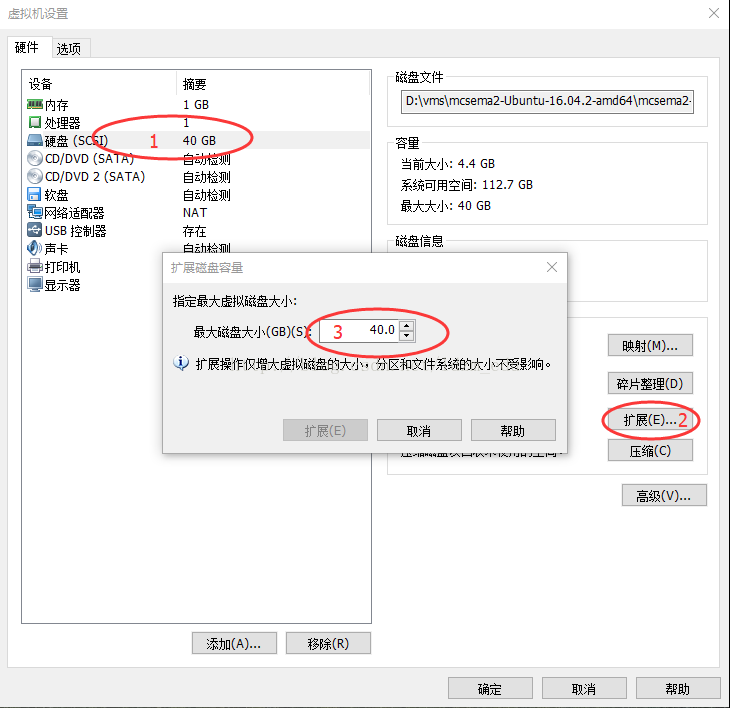 虚拟机设置
硬件 选项
设备 摘要
内存 1 GB
处理器 1
硬盘 (SCSI) 1 40 GB
CD/DVD (SATA) 自动检测
CD/DVD 2 (SATA) 自动检测
软盘 自动检测
网络适配器 NAT
USB 控制器 存在
声卡 自动检测
打印机
显示器
磁盘文件
D:\vms\mcsema2-Ubuntu-16.04.2-amd64\mcsema2-
容量
当前大小: 4.4 GB
系统可用空间: 112.7 GB
最大大小: 40 GB
磁盘信息
扩展磁盘容量
指定最大虚拟磁盘大小:
最大磁盘大小(GB)(S): 3 40.0
扩展操作仅增大虚拟磁盘的大小，分区和文件系统的大小不受影响。
扩展(E) 取消 帮助
映射(M)...
碎片整理(D)
扩展(E)... 2
压缩(C)
高级(V)...
添加(A)... 移除(R)
确定 取消 帮助